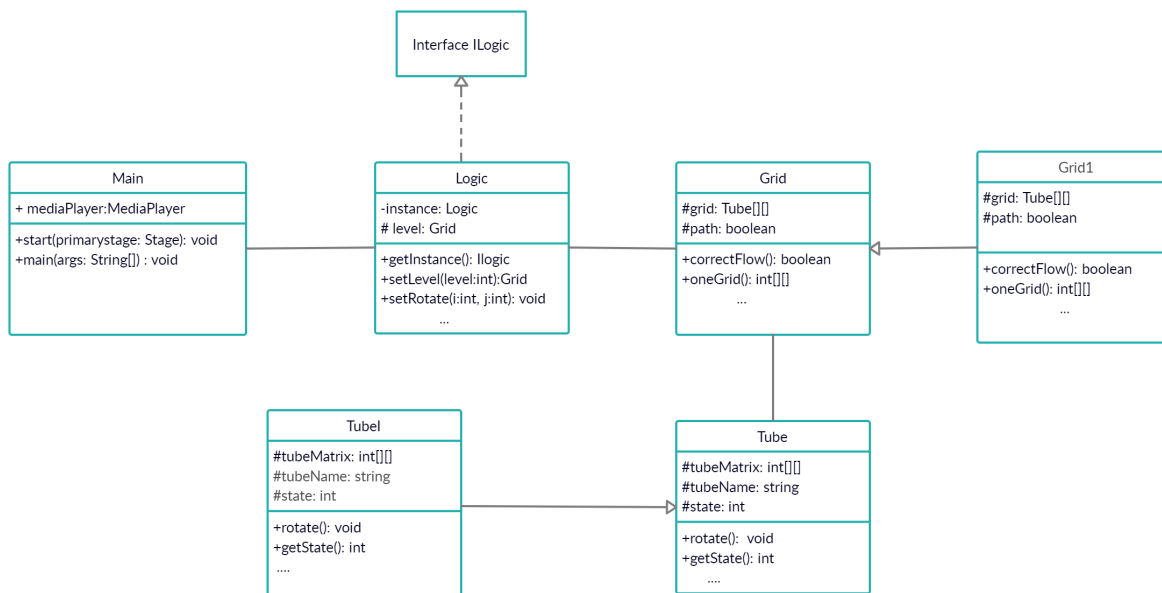 Interface ILogic
Main
+ mediaPlayer:MediaPlayer
+start(primarystage: Stage): void
+main(args: String[]) : void
Logic
-instance: Logic
# level: Grid
+getInstance(): Ilogic
+setLevel(level:int):Grid
+setRotate(i:int, j:int): void
...
Grid
#grid: Tube[][]
#path: boolean
+correctFlow(): boolean
+oneGrid(): int[][]
...
Grid1
#grid: Tube[][]
#path: boolean
+correctFlow(): boolean
+oneGrid(): int[][]
...
TubeI
#tubeMatrix: int[][]
#tubeName: string
#state: int
+rotate(): void
+getState(): int
....
Tube
#tubeMatrix: int[][]
#tubeName: string
#state: int
+rotate():  void
+getState(): int
....